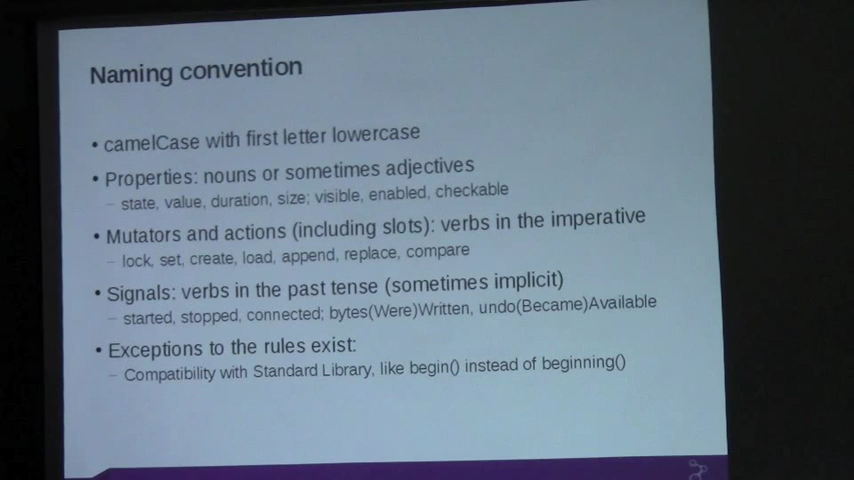 Naming convention
• camelCase with first letter lowercase
• Properties: nouns or sometimes adjectives
– state, value, duration, size; visible, enabled, checkable
• Mutators and actions (including slots): verbs in the imperative
– lock, set, create, load, append, replace, compare
• Signals: verbs in the past tense (sometimes implicit)
– started, stopped, connected; bytes(Were)Written, undo(Became)Available
• Exceptions to the rules exist:
– Compatibility with Standard Library, like begin() instead of beginning()